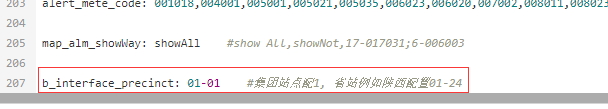 203 alert_mete_code: 001018,004001,005001,005021,005035,006023,006020,007002,008011,008023
204
205 map_alm_showWay: showAll #show All,showNot,17-017031;6-006003
206
207 b_interface_precinct: 01-01 #集团站点配1, 省站例如陕西配置01-24